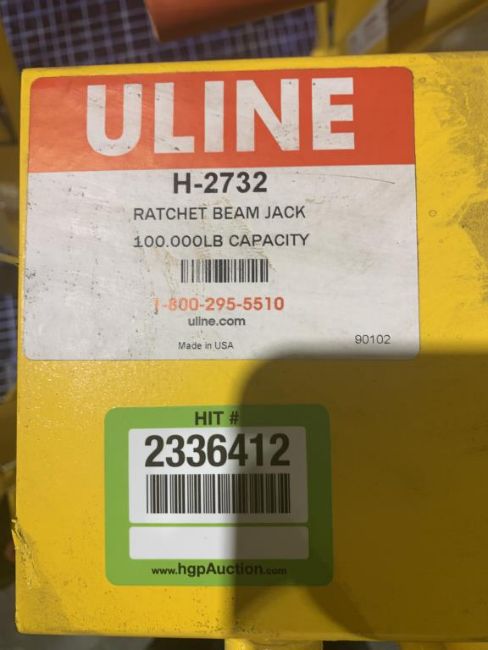 ULINE
H-2732
RATCHET BEAM JACK
100.000LB CAPACITY
1-800-295-5510
uline.com
Made in USA
90102
HIT #
2336412
www.hgpAuction.com